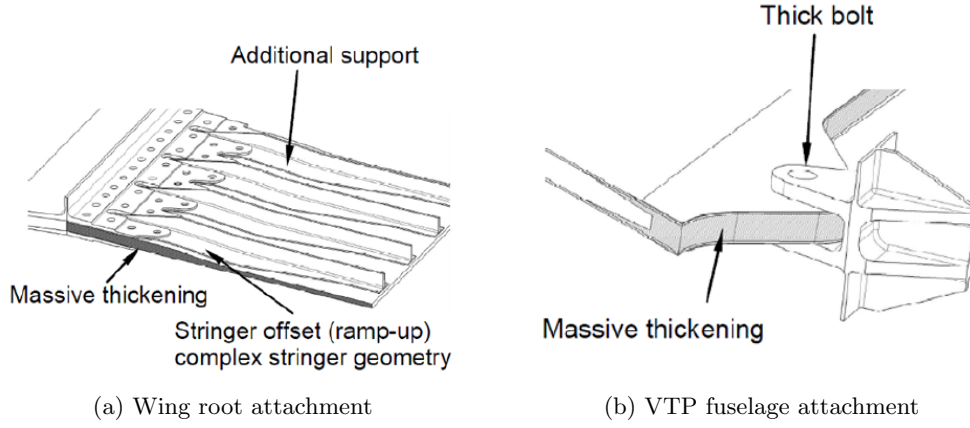 Additional support
Massive thickening
Stringer offset (ramp-up)
complex stringer geometry
(a) Wing root attachment
Thick bolt
Massive thickening
(b) VTP fuselage attachment